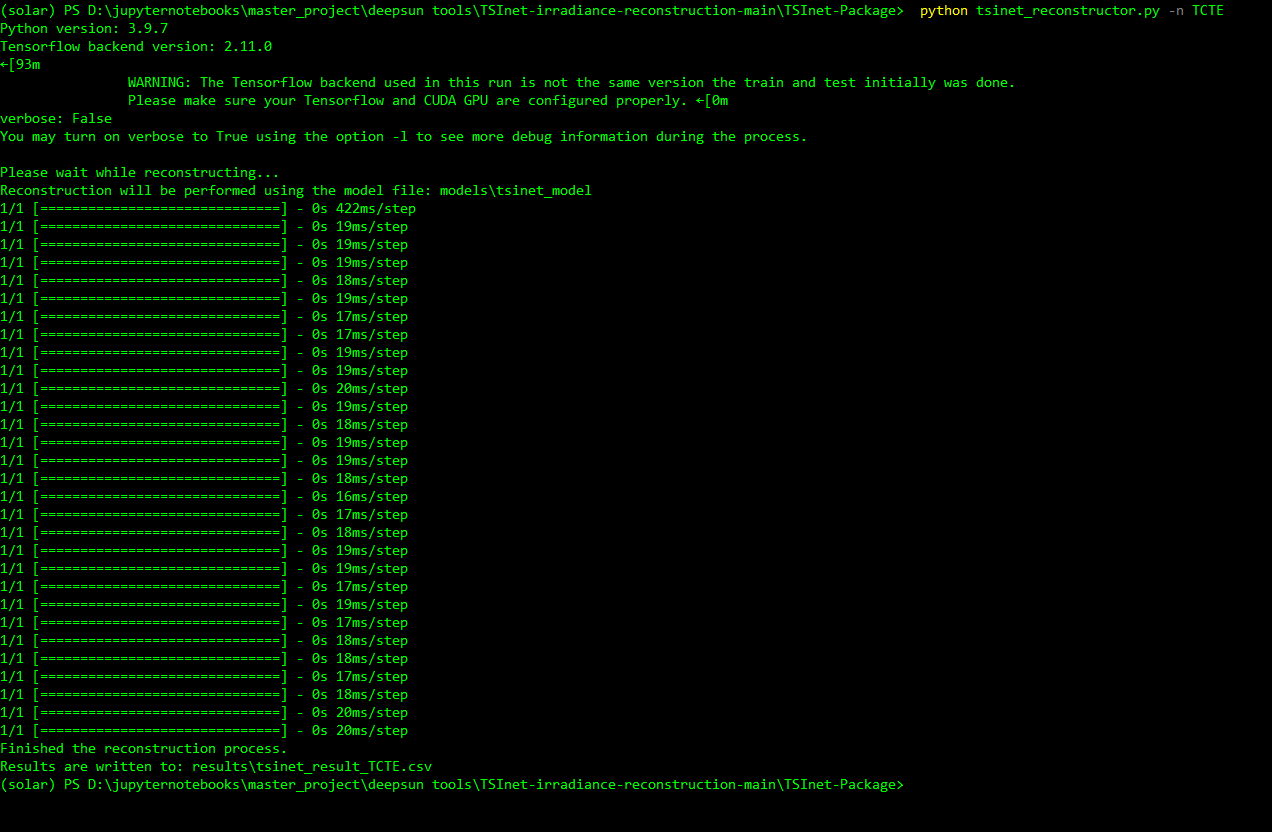 (solar) PS D:\jupyternotebooks\master_project\deepsun tools\TSInet-irradiance-reconstruction-main\TSInet-Package>  python tsinet_reconstructor.py -n TCTE
Python version: 3.9.7
Tensorflow backend version: 2.11.0
←[93m
                WARNING: The Tensorflow backend used in this run is not the same version the train and test initially was done.
                Please make sure your Tensorflow and CUDA GPU are configured properly. ←[0m
verbose: False
You may turn on verbose to True using the option -l to see more debug information during the process.

Please wait while reconstructing...
Reconstruction will be performed using the model file: models\tsinet_model
1/1 [==============================] - 0s 422ms/step
1/1 [==============================] - 0s 19ms/step
1/1 [==============================] - 0s 19ms/step
1/1 [==============================] - 0s 19ms/step
1/1 [==============================] - 0s 18ms/step
1/1 [==============================] - 0s 19ms/step
1/1 [==============================] - 0s 17ms/step
1/1 [==============================] - 0s 17ms/step
1/1 [==============================] - 0s 19ms/step
1/1 [==============================] - 0s 19ms/step
1/1 [==============================] - 0s 20ms/step
1/1 [==============================] - 0s 19ms/step
1/1 [==============================] - 0s 18ms/step
1/1 [==============================] - 0s 19ms/step
1/1 [==============================] - 0s 19ms/step
1/1 [==============================] - 0s 18ms/step
1/1 [==============================] - 0s 16ms/step
1/1 [==============================] - 0s 17ms/step
1/1 [==============================] - 0s 18ms/step
1/1 [==============================] - 0s 19ms/step
1/1 [==============================] - 0s 19ms/step
1/1 [==============================] - 0s 17ms/step
1/1 [==============================] - 0s 19ms/step
1/1 [==============================] - 0s 17ms/step
1/1 [==============================] - 0s 18ms/step
1/1 [==============================] - 0s 18ms/step
1/1 [==============================] - 0s 17ms/step
1/1 [==============================] - 0s 18ms/step
1/1 [==============================] - 0s 20ms/step
1/1 [==============================] - 0s 20ms/step
Finished the reconstruction process.
Results are written to: results\tsinet_result_TCTE.csv
(solar) PS D:\jupyternotebooks\master_project\deepsun tools\TSInet-irradiance-reconstruction-main\TSInet-Package>